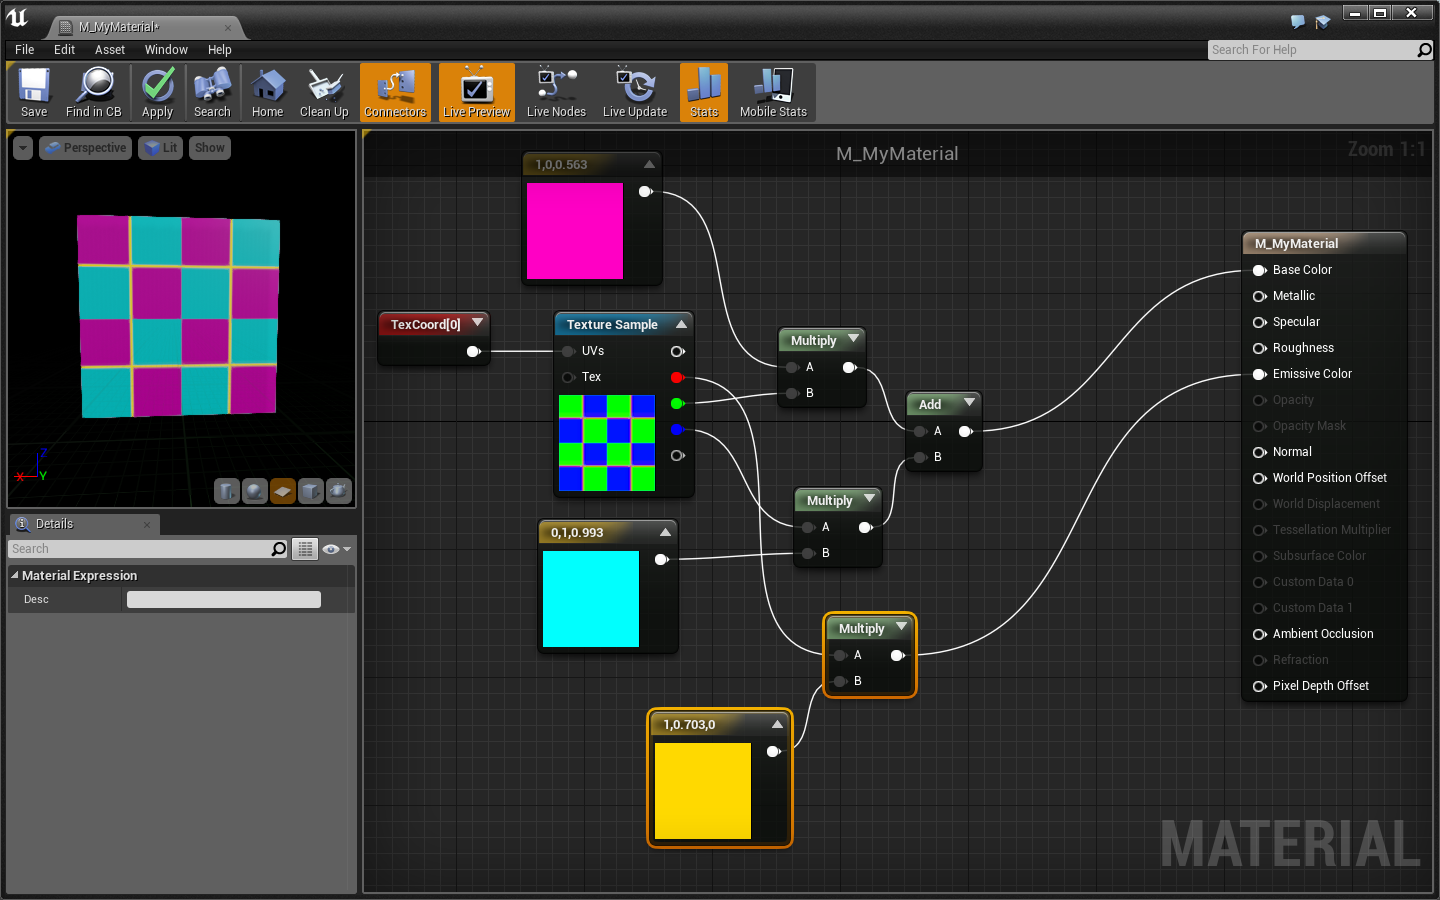 M_MyMaterial*
File Edit Asset Window Help
Search For Help
Save Find in CB Apply Search Home Clean Up Connectors Live Preview Live Nodes Live Update Stats Mobile Stats
Perspective Lit Show
M_MyMaterial
Zoom 1:1
1,0,0.563
TexCoord[0]
Texture Sample
UVs
Tex
Multiply
A
B
Add
A
B
Multiply
A
B
0,1,0.993
Multiply
A
B
1,0.703,0
M_MyMaterial
Base Color
Metallic
Specular
Roughness
Emissive Color
Opacity
Opacity Mask
Normal
World Position Offset
World Displacement
Tessellation Multiplier
Subsurface Color
Custom Data 0
Custom Data 1
Ambient Occlusion
Refraction
Pixel Depth Offset
MATERIAL
Z
X
Y
Details
Search
Material Expression
Desc